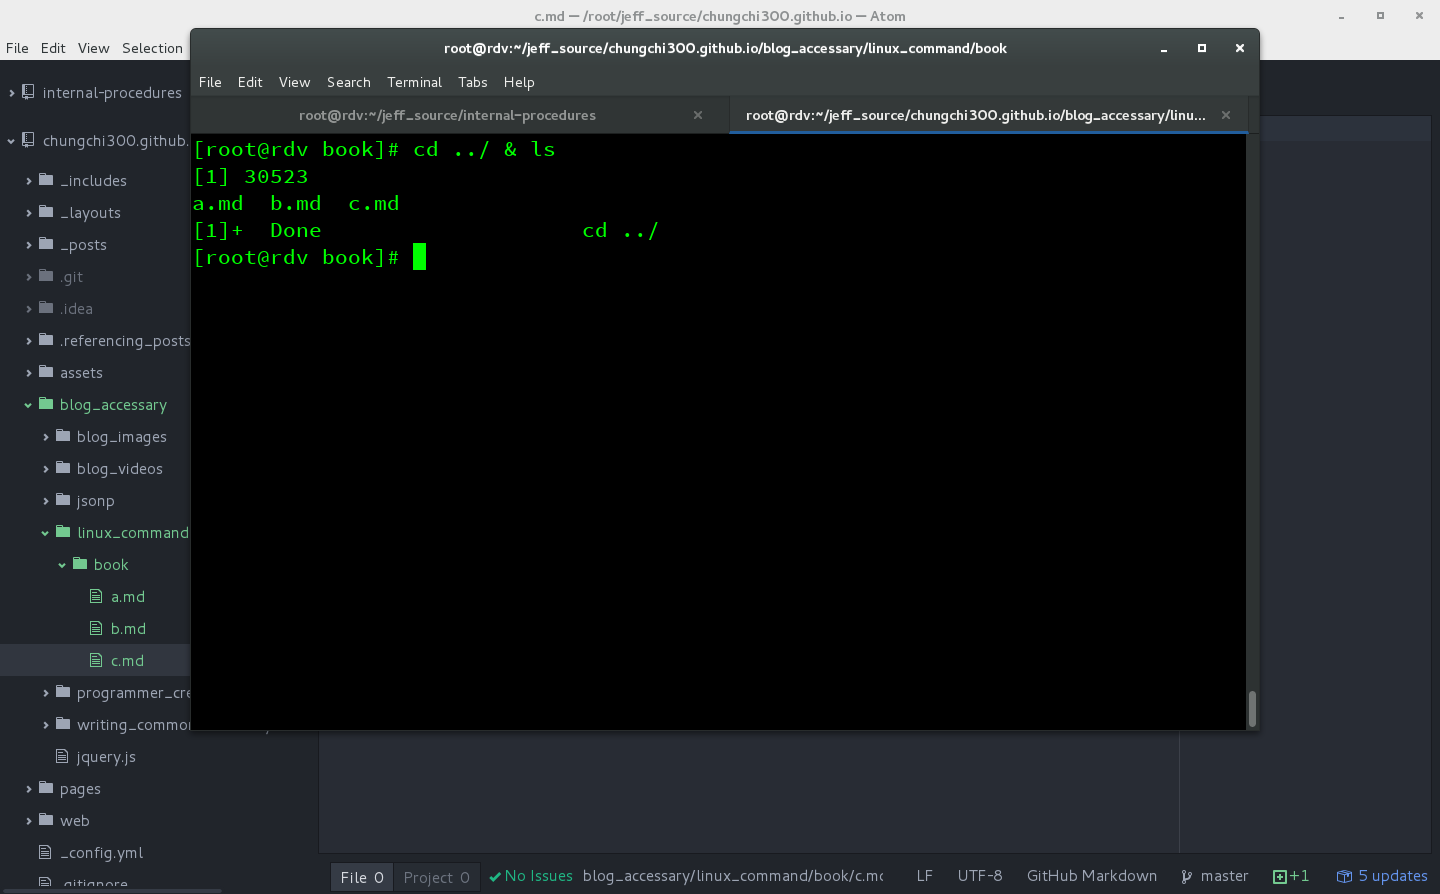 c.md — /root/jeff_source/chungchi300.github.io — Atom
File Edit View Selection
root@rdv:~/jeff_source/chungchi300.github.io/blog_accessary/linux_command/book
File Edit View Search Terminal Tabs Help
root@rdv:~/jeff_source/internal-procedures
root@rdv:~/jeff_source/chungchi300.github.io/blog_accessary/linu...
[root@rdv book]# cd ../ & ls
[1] 30523
a.md b.md c.md
[1]+ Done cd ../
[root@rdv book]#
internal-procedures
chungchi300.github.
_includes
_layouts
_posts
.git
.idea
.referencing_posts
assets
blog_accessary
blog_images
blog_videos
jsonp
linux_command
book
a.md
b.md
c.md
programmer_cre
writing_commo
jquery.js
pages
web
_config.yml
.gitignore
File 0 Project 0 No Issues blog_accessary/linux_command/book/c.mc LF UTF-8 GitHub Markdown master +1 5 updates